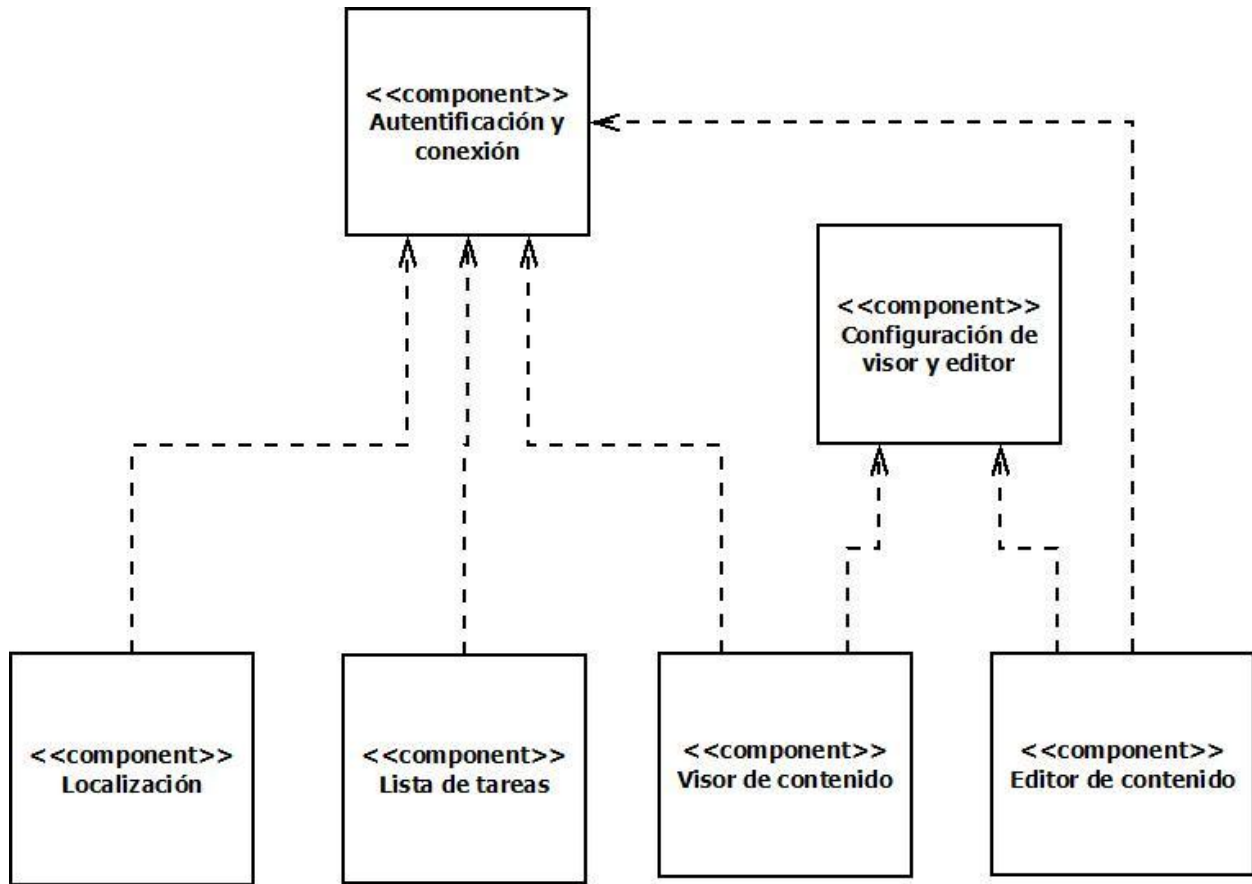 <<component>>
Autentificación y
conexión
<<component>>
Configuración de
visor y editor
<<component>>
Localización
<<component>>
Lista de tareas
<<component>>
Visor de contenido
<<component>>
Editor de contenido